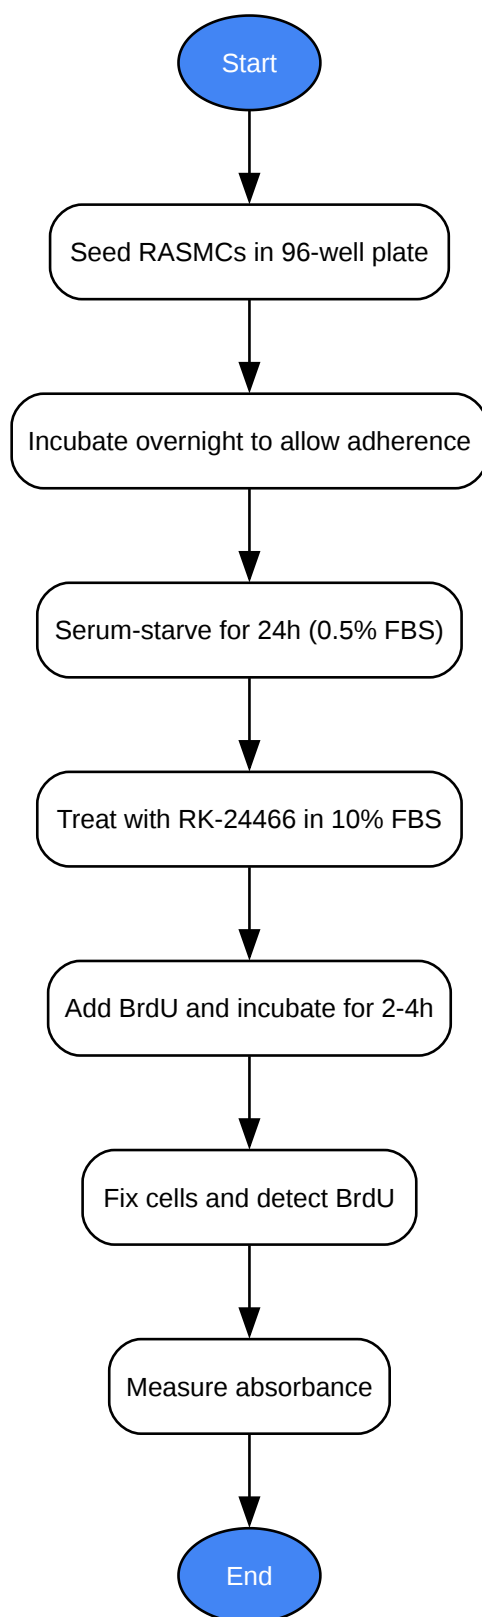 Start
Seed RASMCs in 96-well plate
Incubate overnight to allow adherence
Serum-starve for 24h (0.5% FBS)
Treat with RK-24466 in 10% FBS
Add BrdU and incubate for 2-4h
Fix cells and detect BrdU
Measure absorbance
End